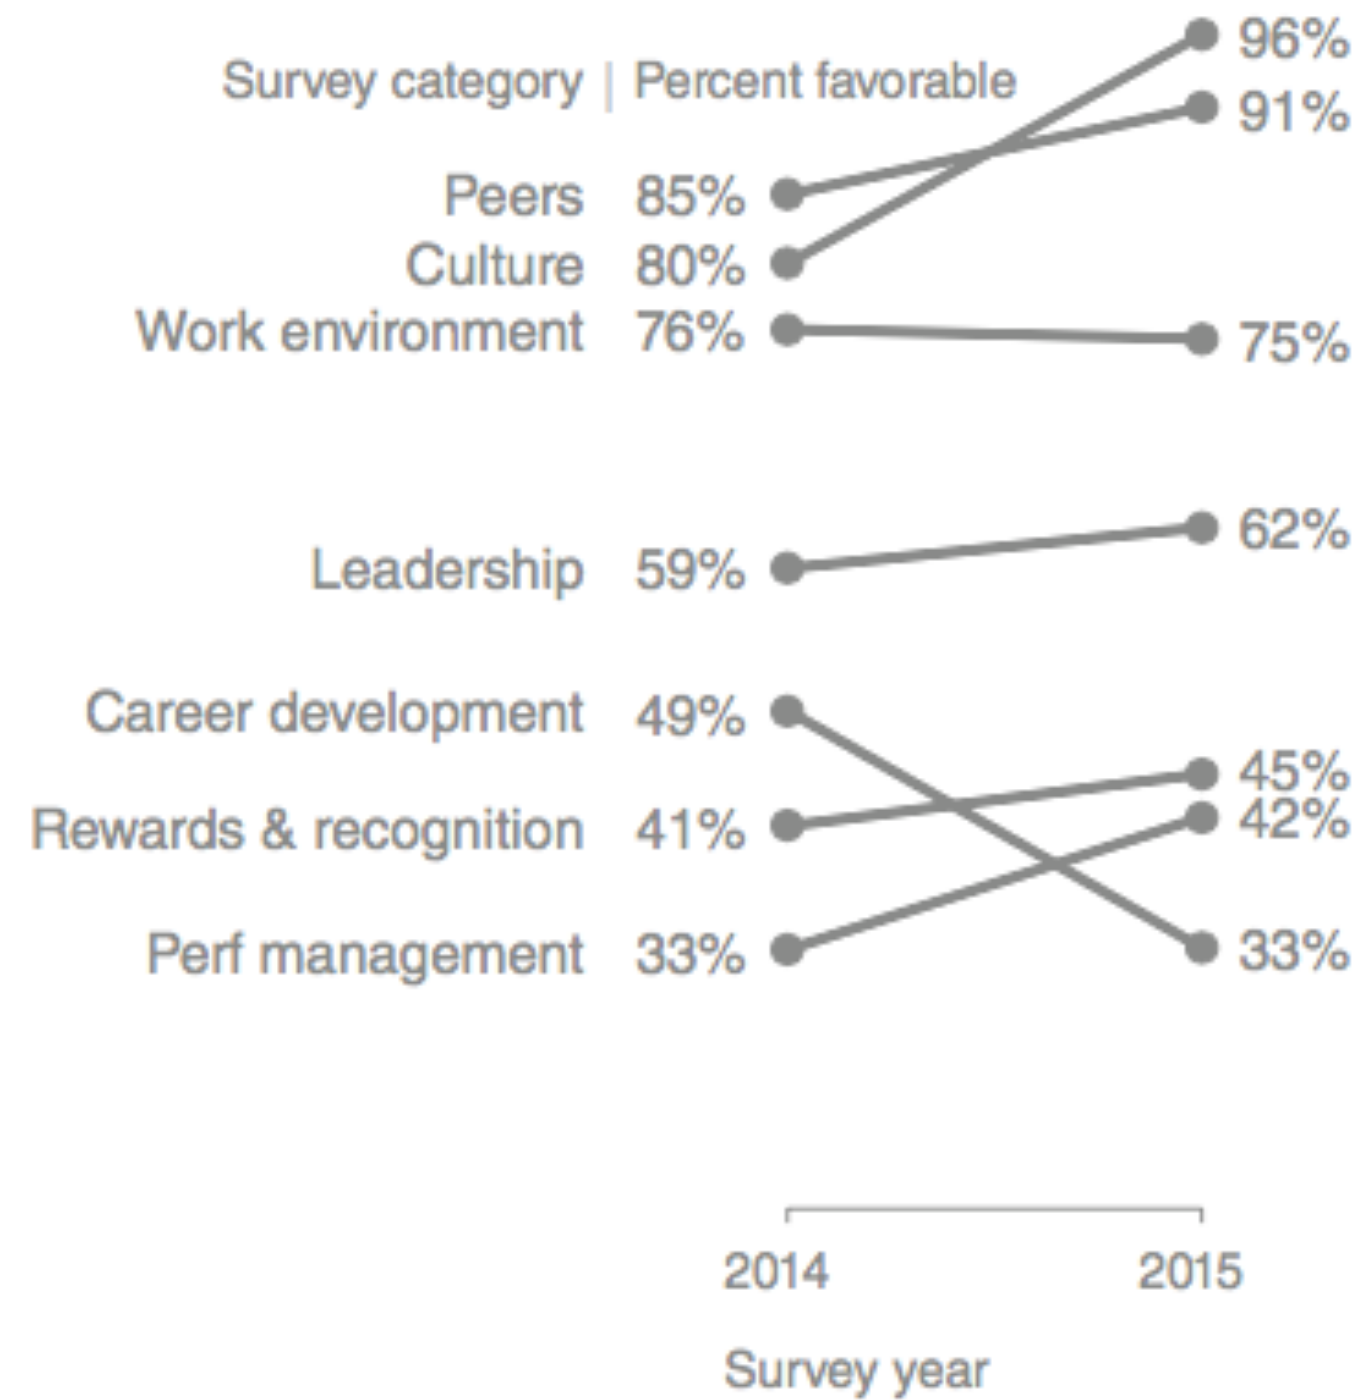 96%
Survey category | Percent favorable
91%
Peers 85%
Culture 80%
Work environment 76% 75%
Leadership 59% 62%
Career development 49%
45%
Rewards & recognition 41% 42%
Perf management 33% 33%
2014 2015
Survey year